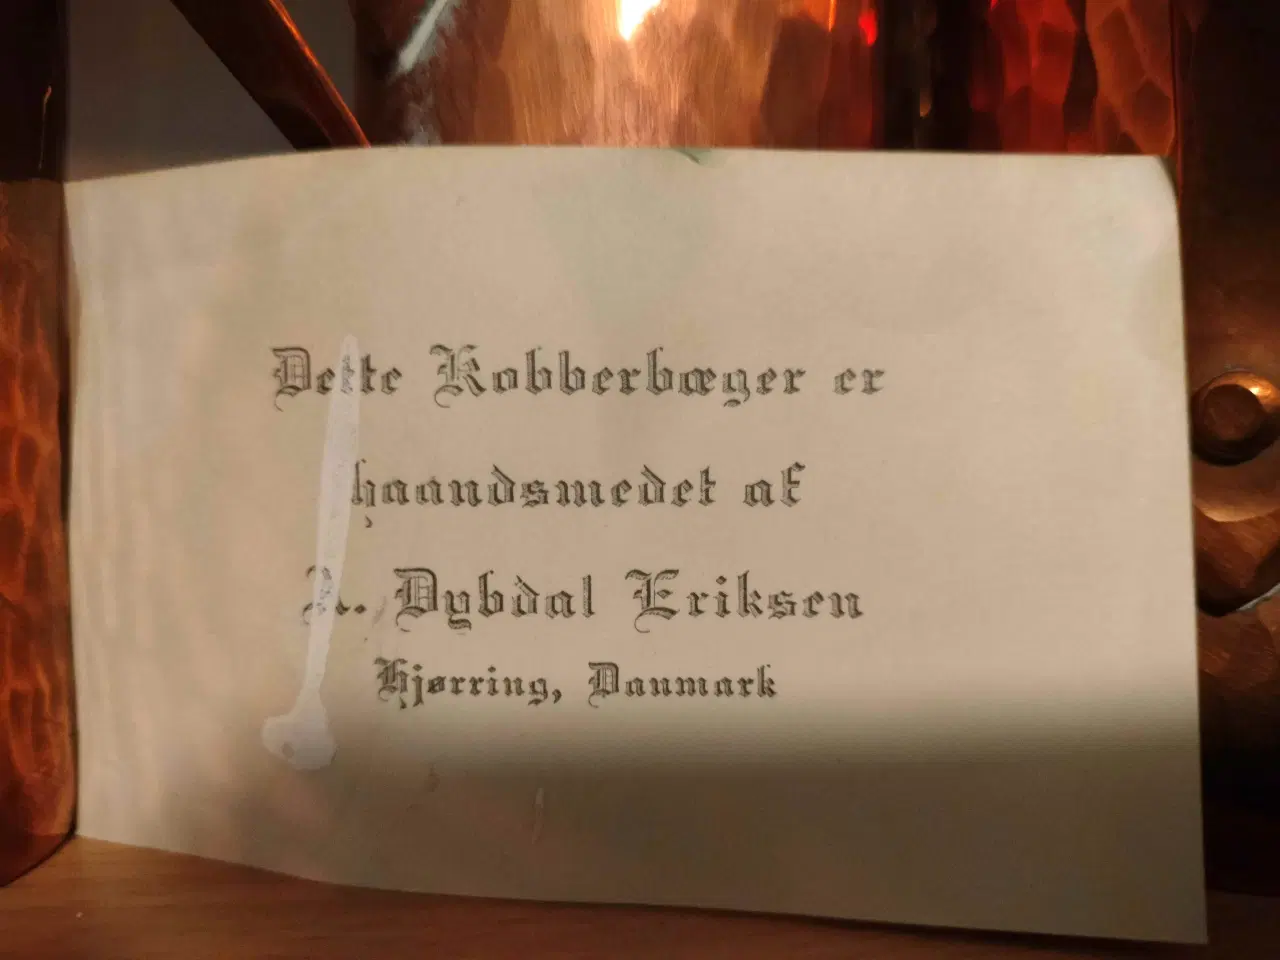 Dette Kobberbæger er
haandsmedet af
Dybdal Eriksen
Hjørring, Danmark